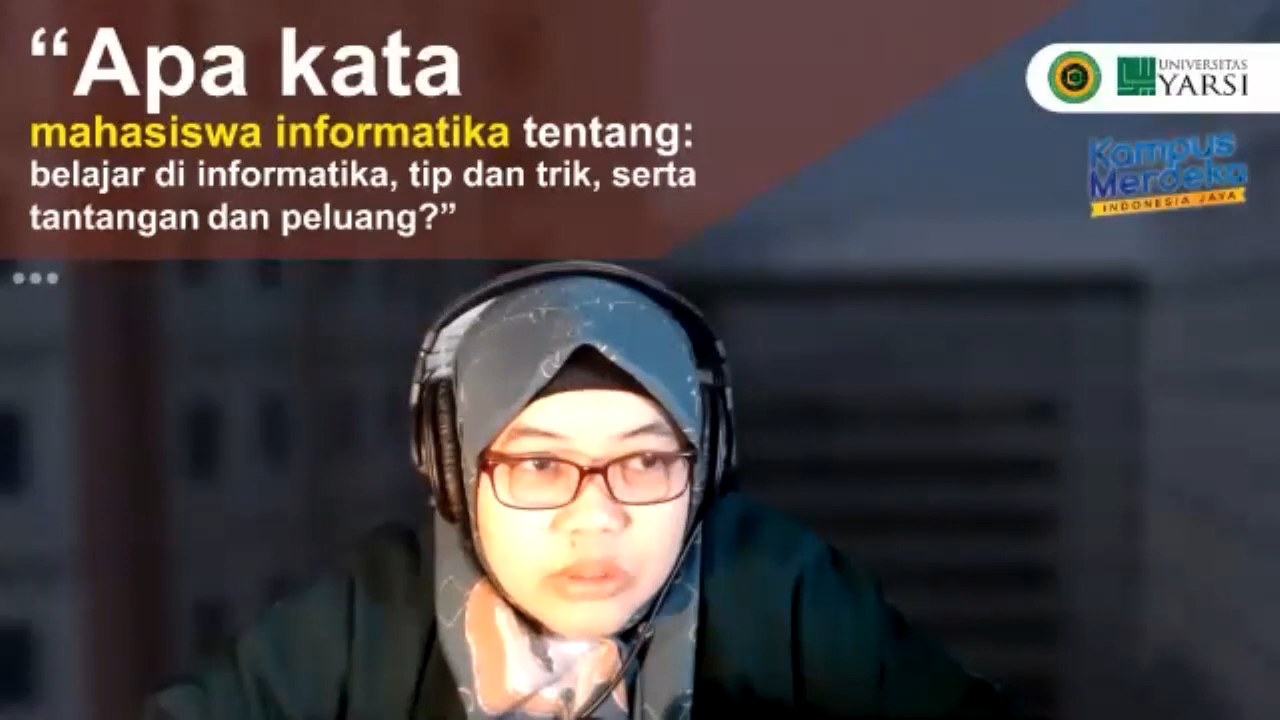 “Apa kata
mahasiswa informatika tentang:
belajar di informatika, tip dan trik, serta
tantangan dan peluang?”
UNIVERSITAS
YARSI
Kampus
Merdeka
INDONESIA JAYA